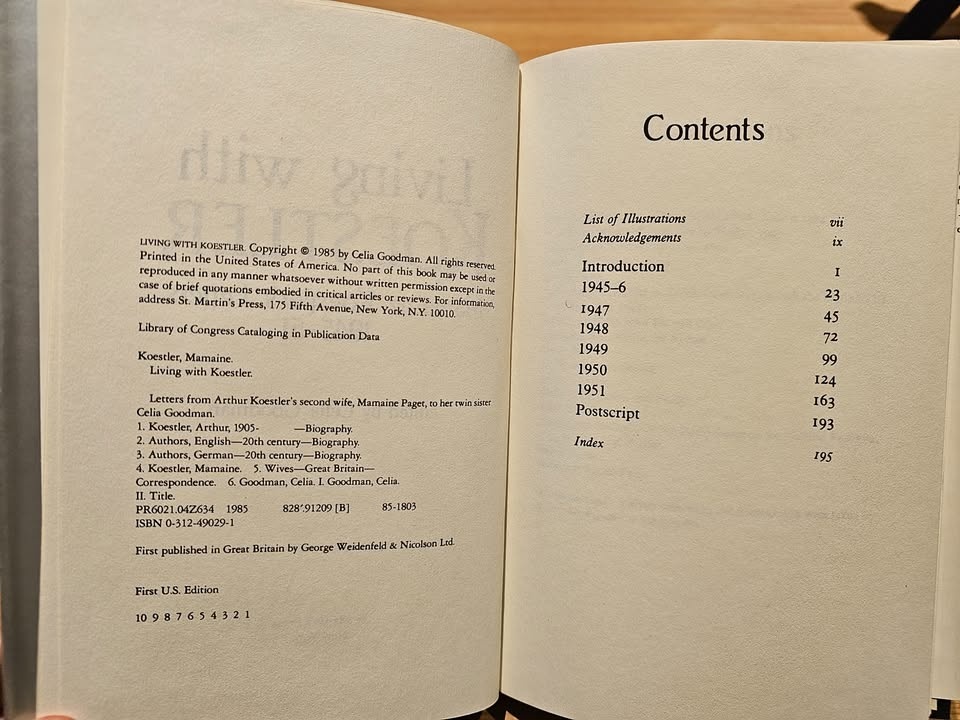 LIVING WITH KOESTLER. Copyright © 1985 by Celia Goodman. All rights reserved.
Printed in the United States of America. No part of this book may be used or
reproduced in any manner whatsoever without written permission except in the
case of brief quotations embodied in critical articles or reviews. For information,
address St. Martin's Press, 175 Fifth Avenue, New York, N.Y. 10010.
Library of Congress Cataloging in Publication Data
Koestler, Mamaine.
Living with Koestler.
Letters from Arthur Koestler's second wife, Mamaine Paget, to her twin sister
Celia Goodman.
1. Koestler, Arthur, 1905- —Biography.
2. Authors, English—20th century—Biography.
3. Authors, German—20th century—Biography.
4. Koestler, Mamaine. 5. Wives—Great Britain—
Correspondence. 6. Goodman, Celia. I. Goodman, Celia.
II. Title.
PR6021.04Z634 1985 828'.91209 [B] 85-1803
ISBN 0-312-49029-1
First published in Great Britain by George Weidenfeld & Nicolson Ltd.
First U.S. Edition
10 9 8 7 6 5 4 3 2 1
Contents
List of Illustrations vii
Acknowledgements ix
Introduction 1
1945–6 23
1947 45
1948 72
1949 99
1950 124
1951 163
Postscript 193
Index 195